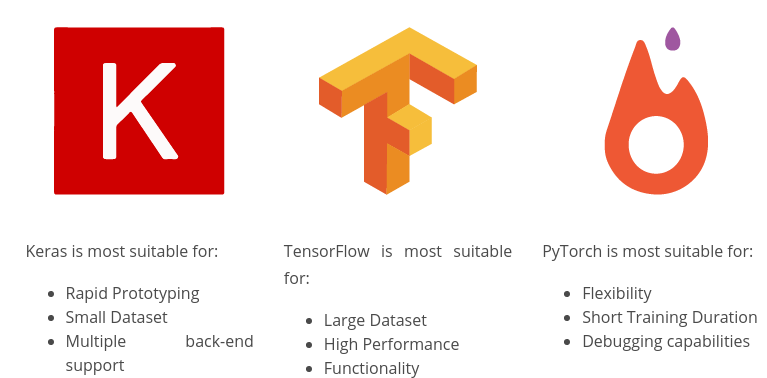 K
Keras is most suitable for:
Rapid Prototyping
Small Dataset
Multiple back-end
support
TensorFlow is most suitable
for:
Large Dataset
High Performance
Functionality
PyTorch is most suitable for:
Flexibility
Short Training Duration
Debugging capabilities